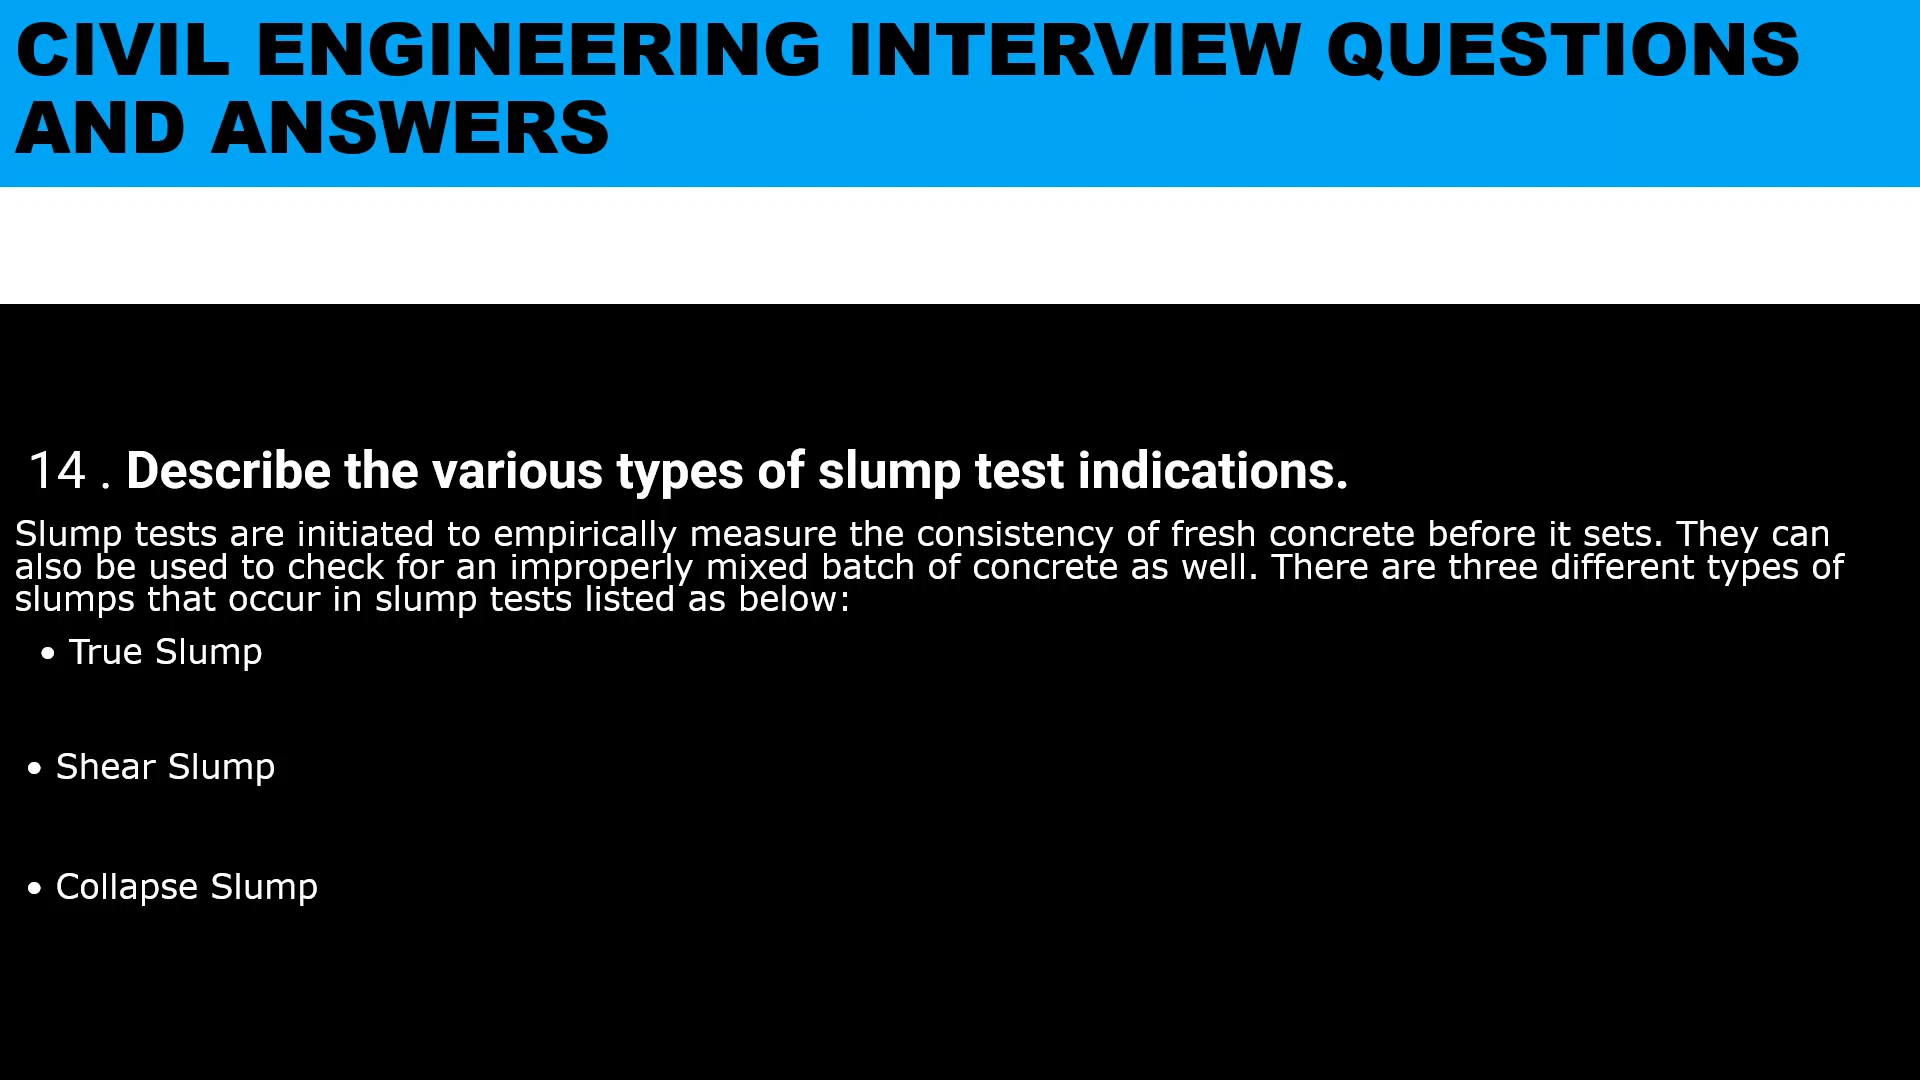 CIVIL ENGINEERING INTERVIEW QUESTIONS
AND ANSWERS
14 . Describe the various types of slump test indications.
Slump tests are initiated to empirically measure the consistency of fresh concrete before it sets. They can
also be used to check for an improperly mixed batch of concrete as well. There are three different types of
slumps that occur in slump tests listed as below:
• True Slump
• Shear Slump
• Collapse Slump